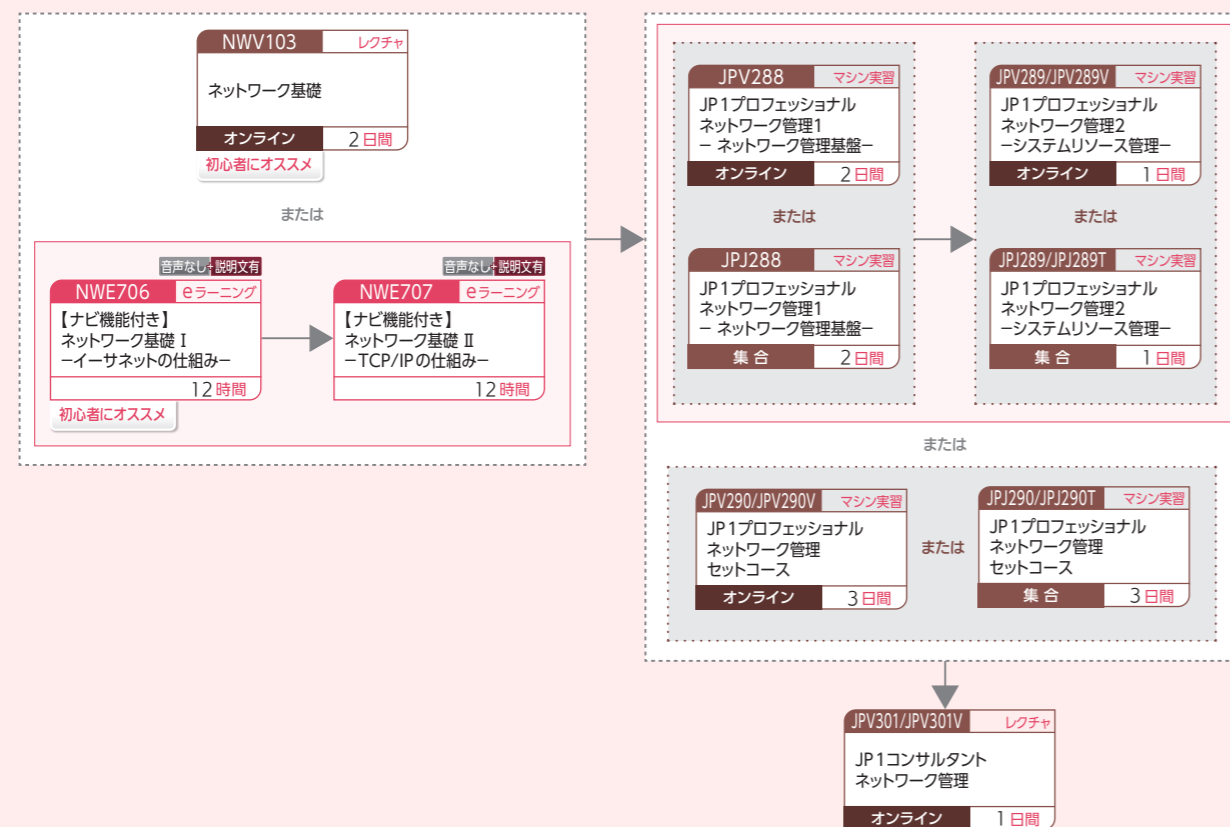 NWV103 レクチャ
ネットワーク基礎
オンライン 2日間
初心者にオススメ
または
音声なし+説明文有
NWE706 eラーニング
【ナビ機能付き】
ネットワーク基礎 Ⅰ
−イーサネットの仕組み−
12時間
初心者にオススメ
音声なし+説明文有
NWE707 eラーニング
【ナビ機能付き】
ネットワーク基礎 Ⅱ
−TCP/IPの仕組み−
12時間
JPV288 マシン実習
JP1プロフェッショナル
ネットワーク管理1
− ネットワーク管理基盤−
オンライン 2日間
または
JPJ288 マシン実習
JP1プロフェッショナル
ネットワーク管理1
− ネットワーク管理基盤−
集合 2日間
JPV289/JPV289V マシン実習
JP1プロフェッショナル
ネットワーク管理2
−システムリソース管理−
オンライン 1日間
または
JPJ289/JPJ289T マシン実習
JP1プロフェッショナル
ネットワーク管理2
−システムリソース管理−
集合 1日間
または
JPV290/JPV290V マシン実習
JP1プロフェッショナル
ネットワーク管理
セットコース
オンライン 3日間
または
JPJ290/JPJ290T マシン実習
JP1プロフェッショナル
ネットワーク管理
セットコース
集合 3日間
JPV301/JPV301V レクチャ
JP1コンサルタント
ネットワーク管理
オンライン 1日間